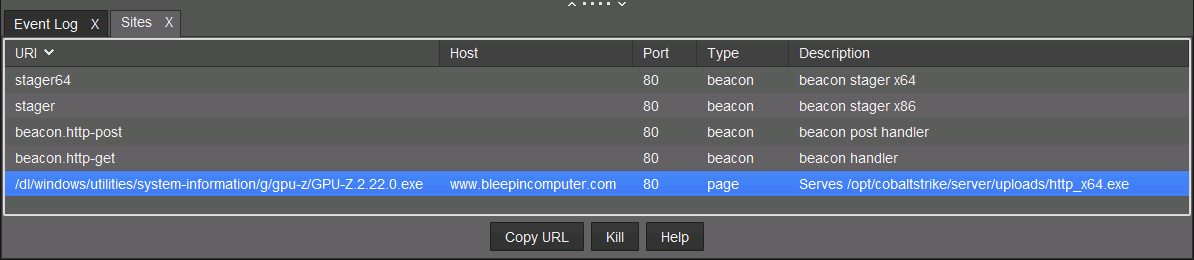 Event Log X Sites X
URI Host Port Type Description
stager64 80 beacon beacon stager x64
stager 80 beacon beacon stager x86
beacon.http-post 80 beacon beacon post handler
beacon.http-get 80 beacon beacon handler
/dl/windows/utilities/system-information/g/gpu-z/GPU-Z.2.22.0.exe www.bleepincomputer.com 80 page Serves /opt/cobaltstrike/server/uploads/http_x64.exe
Copy URL Kill Help